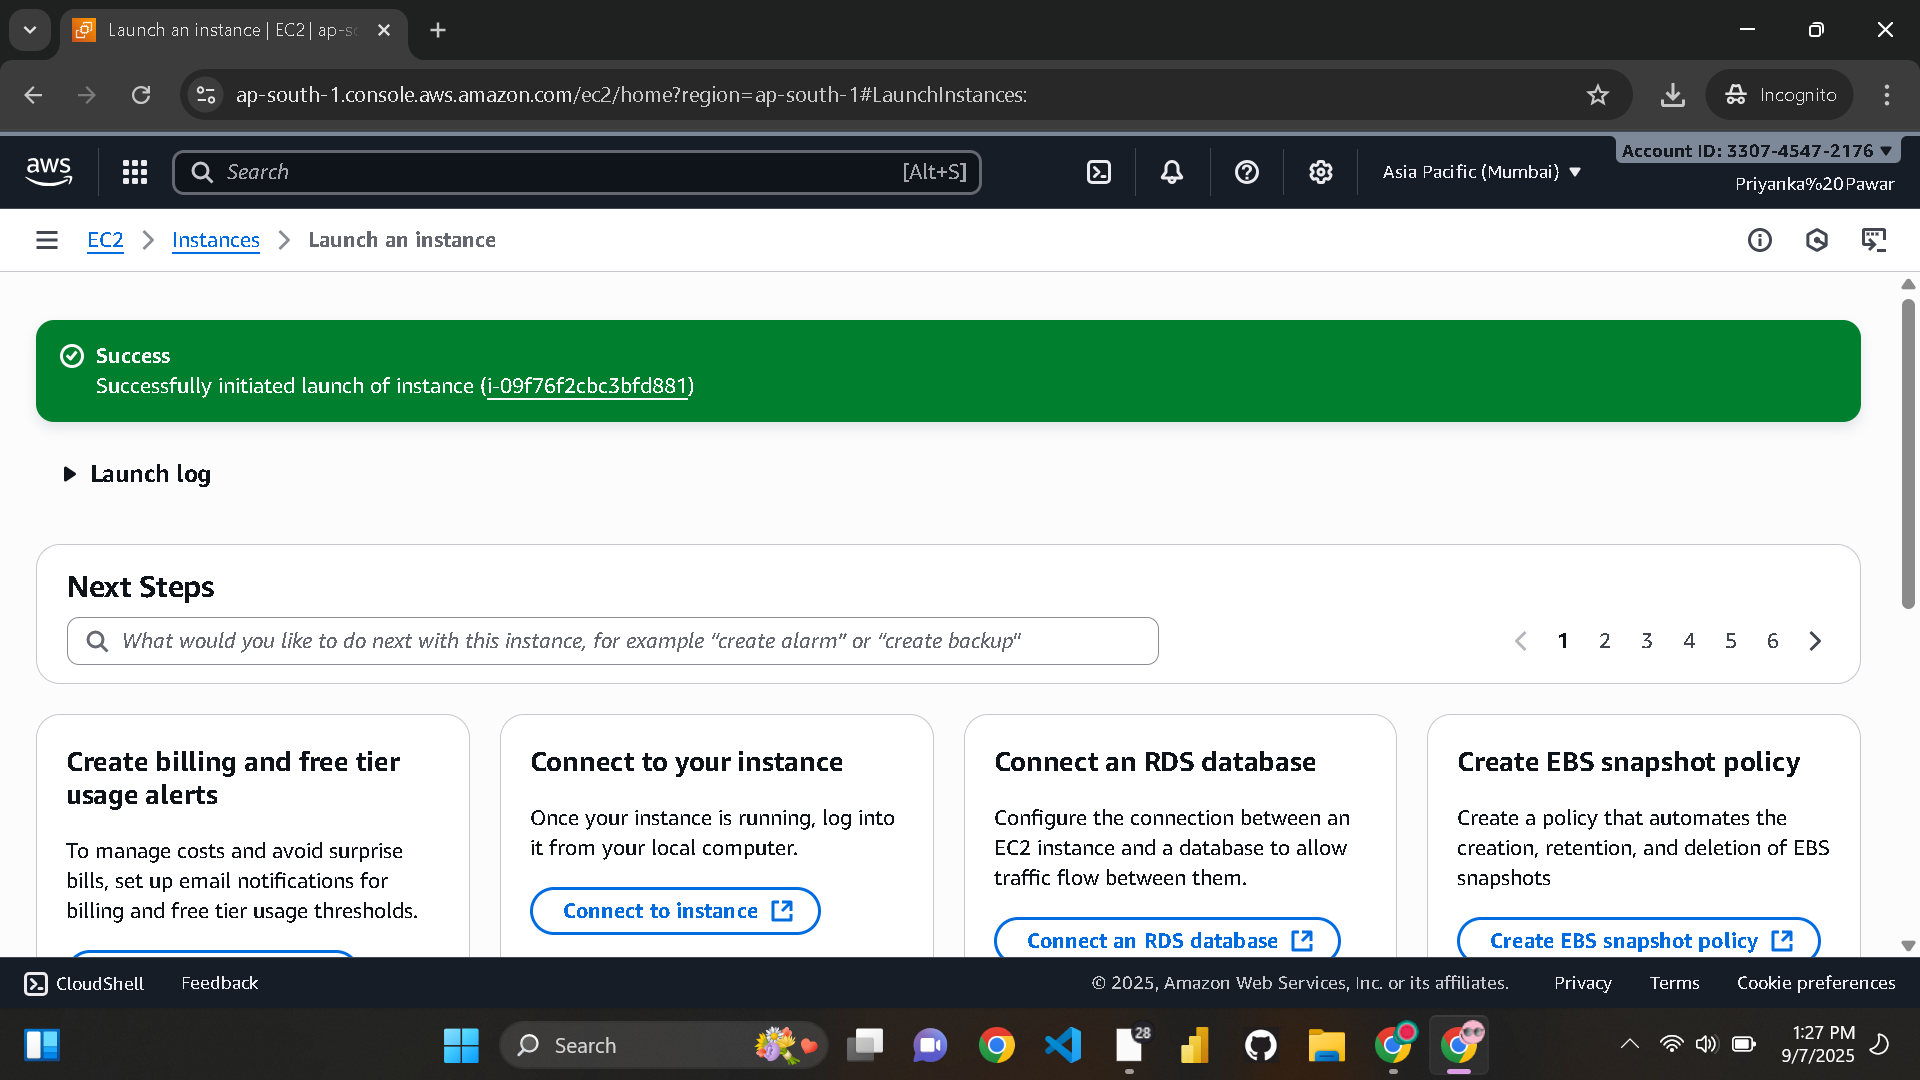 Launch an instance | EC2 | ap-so
ap-south-1.console.aws.amazon.com/ec2/home?region=ap-south-1#LaunchInstances:
Incognito
aws
Search
[Alt+S]
Asia Pacific (Mumbai)
Account ID: 3307-4547-2176
Priyanka%20Pawar
EC2
Instances
Launch an instance
Success
Successfully initiated launch of instance (i-09f76f2cbc3bfd881)
Launch log
Next Steps
What would you like to do next with this instance, for example “create alarm” or “create backup"
1 2 3 4 5 6
Create billing and free tier
usage alerts
To manage costs and avoid surprise
bills, set up email notifications for
billing and free tier usage thresholds.
Connect to your instance
Once your instance is running, log into
it from your local computer.
Connect to instance
Connect an RDS database
Configure the connection between an
EC2 instance and a database to allow
traffic flow between them.
Connect an RDS database
Create EBS snapshot policy
Create a policy that automates the
creation, retention, and deletion of EBS
snapshots
Create EBS snapshot policy
CloudShell
Feedback
© 2025, Amazon Web Services, Inc. or its affiliates.
Privacy
Terms
Cookie preferences
Search
28
1:27 PM
9/7/2025